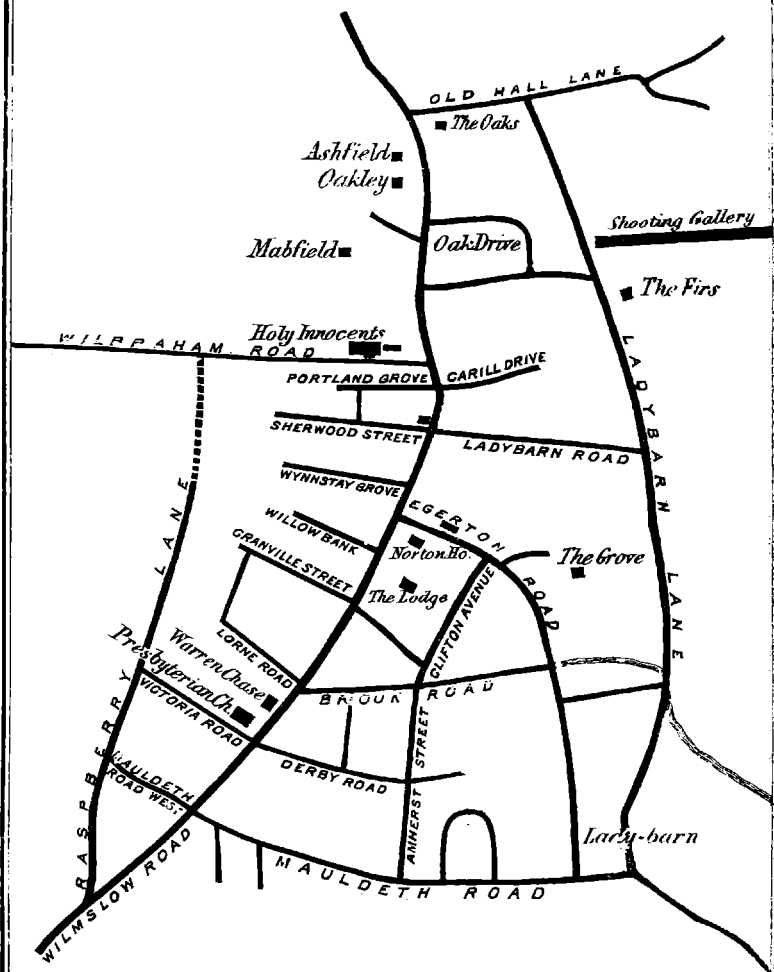 OLD HALL LANE
The Oaks
Ashfield
Oakley
Shooting Gallery
Oak Drive
Mabfield
The Firs
Holy Innocents
WILPPAHAM ROAD
PORTLAND GROVE
CARILL DRIVE
SHERWOOD STREET
LADYBARN ROAD
LADYBARN LANE
WYNNSTAY GROVE
EGERTON ROAD
WILLOW BANK
Norton Ho.
GRANVILLE STREET
The Grove
The Lodge
CLIFTON AVENUE
LORNE ROAD
Warren Chase
Presbyterian Ch.
BROOK ROAD
VICTORIA ROAD
DERBY ROAD
AMHERST STREET
MAULDETH
ROAD WEST
RASPBERRY LANE
Lady-barn
MAULDETH ROAD
WILMSLOW ROAD